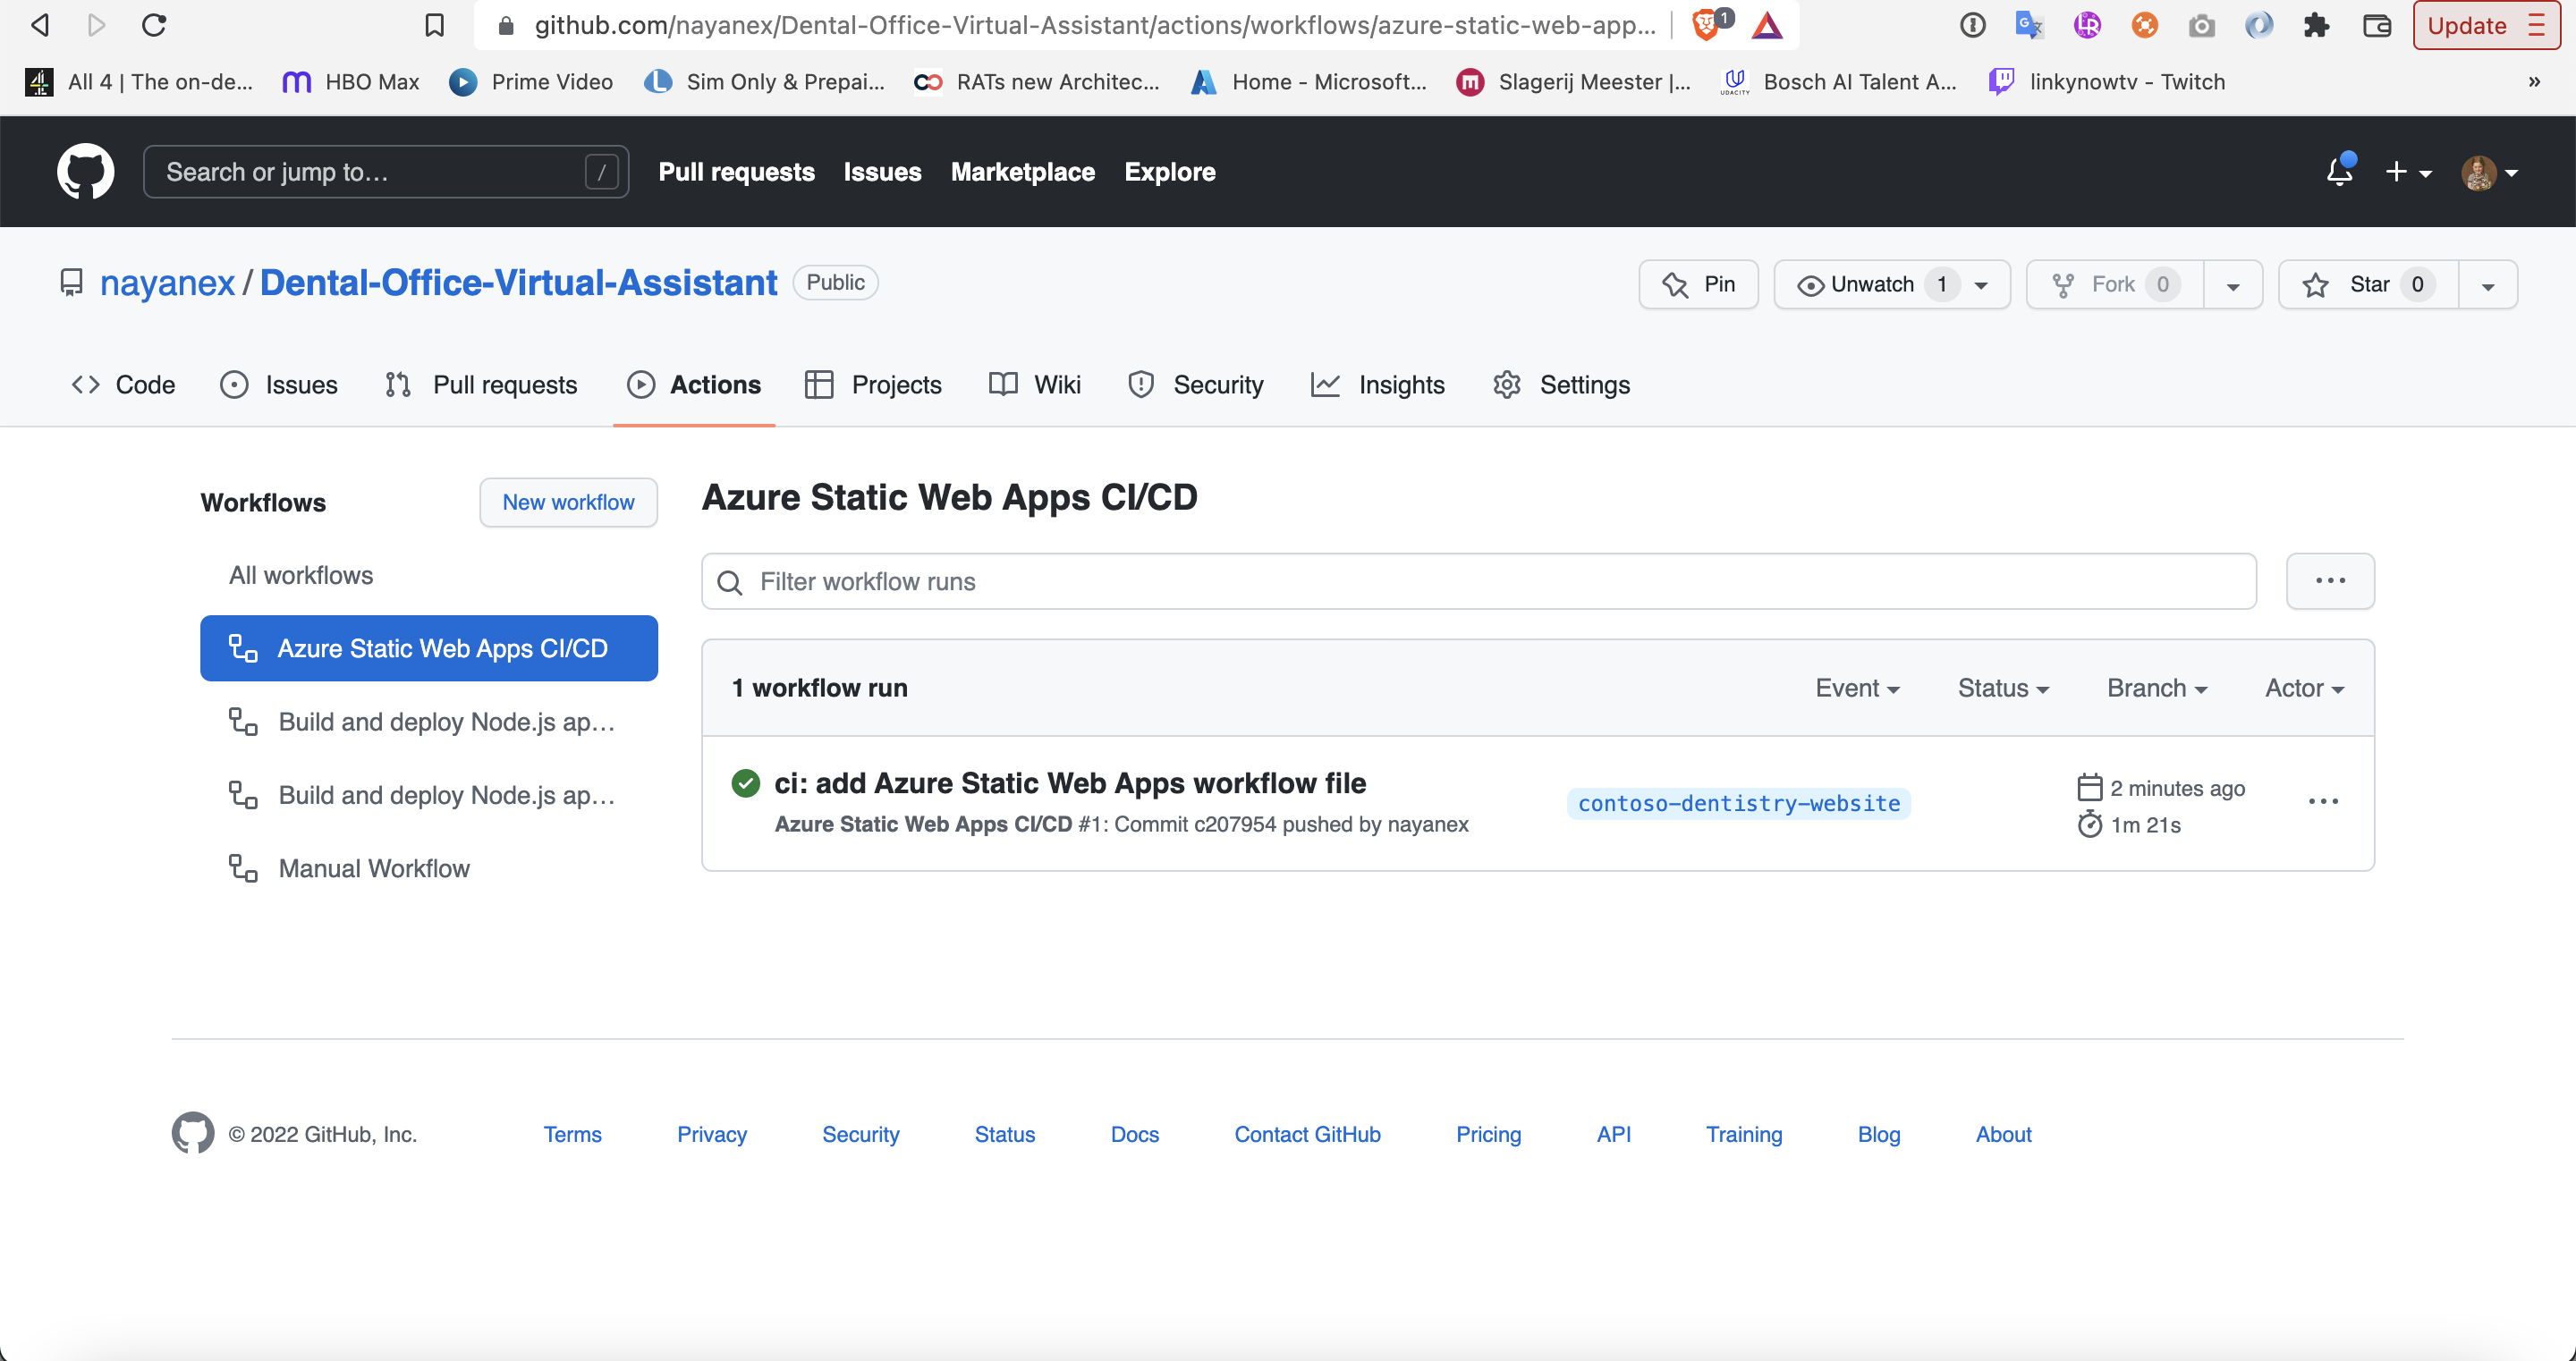 github.com/nayanex/Dental-Office-Virtual-Assistant/actions/workflows/azure-static-web-app... 1 Update
All 4 | The on-de... HBO Max Prime Video Sim Only & Prepai... RATs new Architec... Home - Microsoft... Slagerij Meester |... UDACITY Bosch AI Talent A... linkynowtv - Twitch »
Search or jump to... / Pull requests Issues Marketplace Explore
nayanex / Dental-Office-Virtual-Assistant Public Pin Unwatch 1 Fork 0 Star 0
Code Issues Pull requests Actions Projects Wiki Security Insights Settings
Workflows New workflow
All workflows
Azure Static Web Apps CI/CD
Build and deploy Node.js ap...
Build and deploy Node.js ap...
Manual Workflow
Azure Static Web Apps CI/CD
Filter workflow runs
1 workflow run Event Status Branch Actor
ci: add Azure Static Web Apps workflow file
Azure Static Web Apps CI/CD #1: Commit c207954 pushed by nayanex
contoso-dentistry-website
2 minutes ago
1m 21s
© 2022 GitHub, Inc. Terms Privacy Security Status Docs Contact GitHub Pricing API Training Blog About